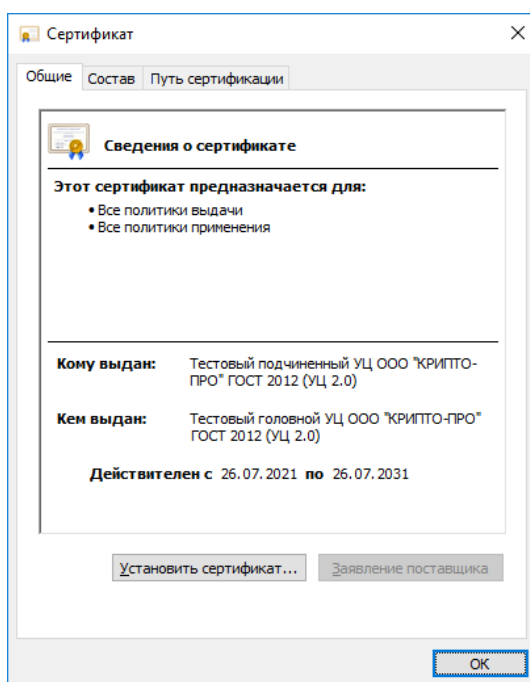 Сертификат
Общие Состав Путь сертификации
Сведения о сертификате
Этот сертификат предназначается для:
• Все политики выдачи
• Все политики применения
Кому выдан: Тестовый подчиненный УЦ ООО "КРИПТО-
ПРО" ГОСТ 2012 (УЦ 2.0)
Кем выдан: Тестовый головной УЦ ООО "КРИПТО-ПРО"
ГОСТ 2012 (УЦ 2.0)
Действителен с 26.07.2021 по 26.07.2031
Установить сертификат... Заявление поставщика
ОК